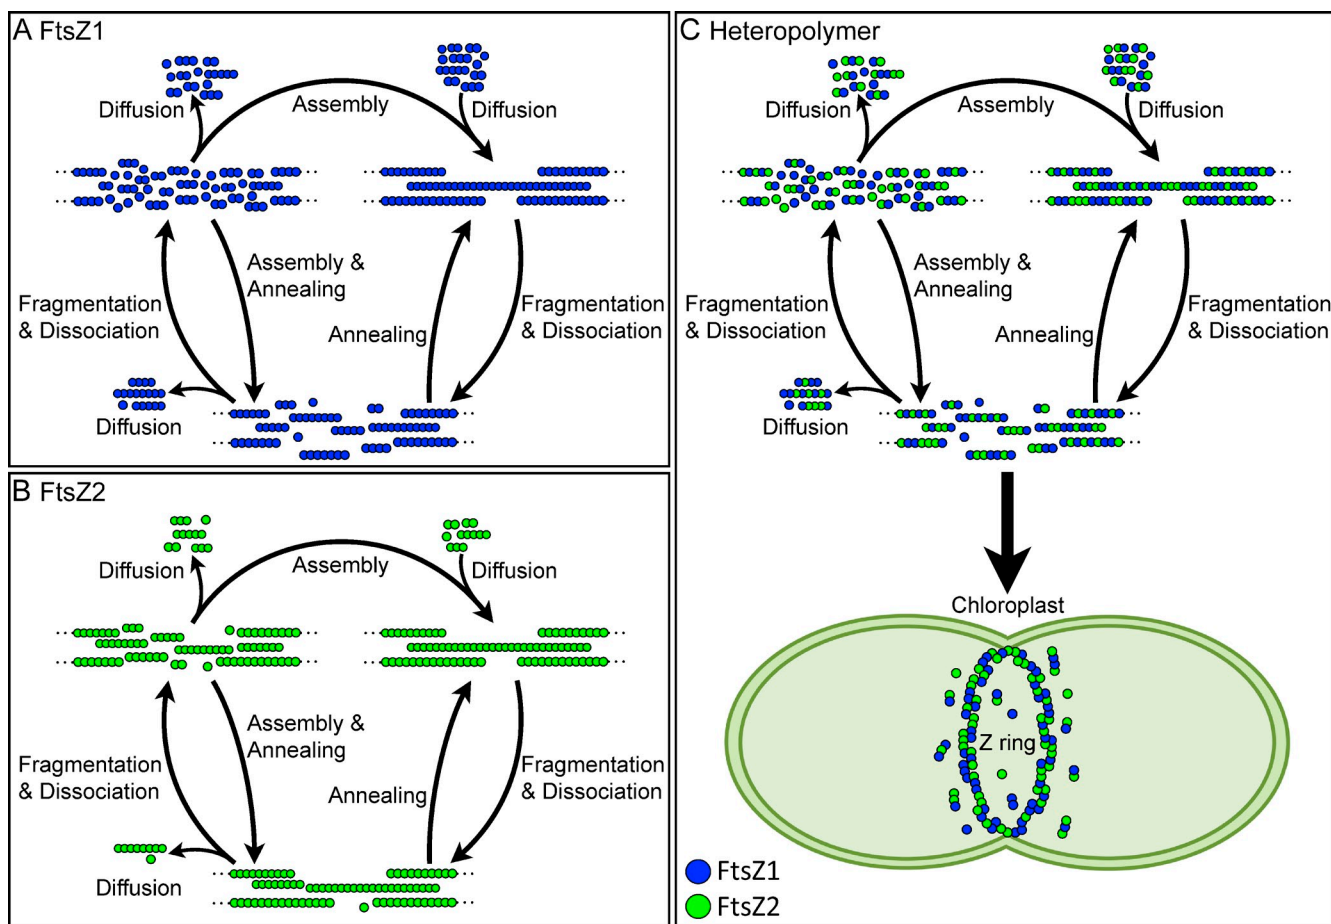 A FtsZ1
Diffusion
Assembly
Diffusion
Assembly &
Annealing
Fragmentation
& Dissociation
Annealing
Fragmentation
& Dissociation
Diffusion
B FtsZ2
Diffusion
Assembly
Diffusion
Assembly &
Annealing
Fragmentation
& Dissociation
Annealing
Fragmentation
& Dissociation
Diffusion
C Heteropolymer
Diffusion
Assembly
Diffusion
Assembly &
Annealing
Fragmentation
& Dissociation
Annealing
Fragmentation
& Dissociation
Diffusion
Chloroplast
Z ring
FtsZ1
FtsZ2